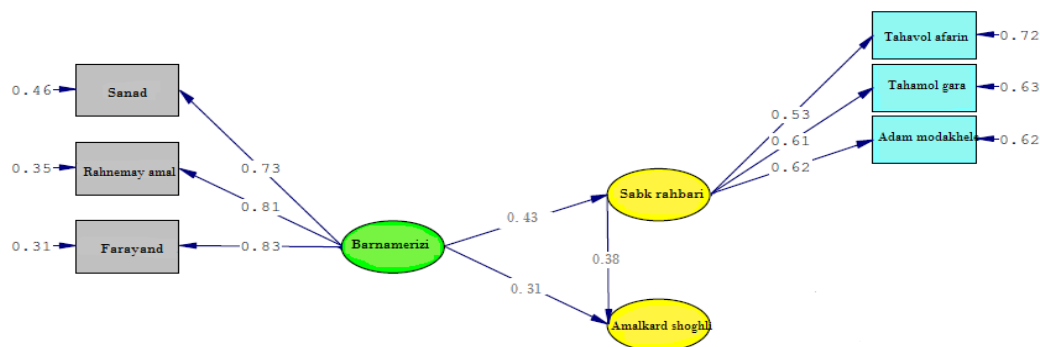 Tahavol afarin
0.72
Sanad
0.46
Tahamol gara
0.63
0.53
Adam modakhele
0.62
0.61
Rahnemay amal
0.35
0.73
0.62
Sabk rahbari
0.81
0.43
Farayand
0.31
0.83
Barnamerizi
0.38
0.31
Amalkard shoghli